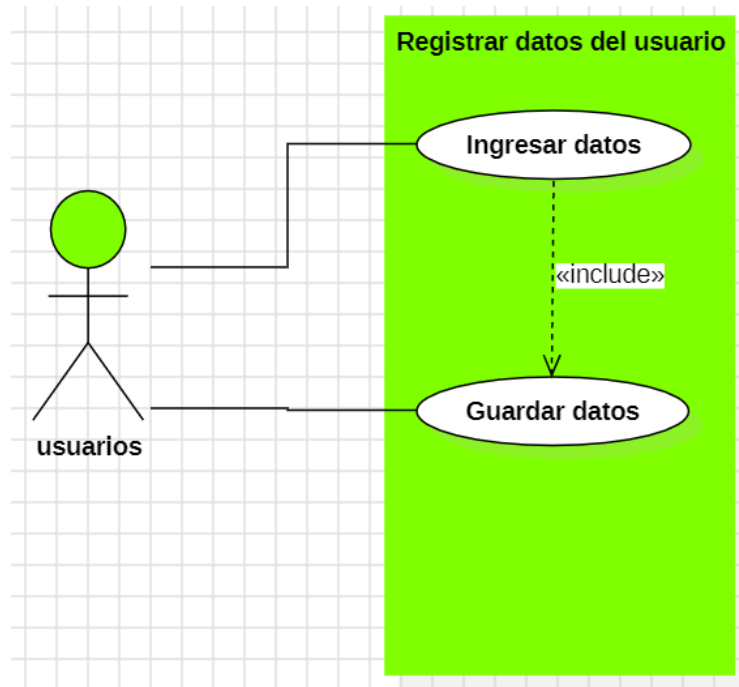 Registrar datos del usuario
Ingresar datos
«include»
Guardar datos
usuarios